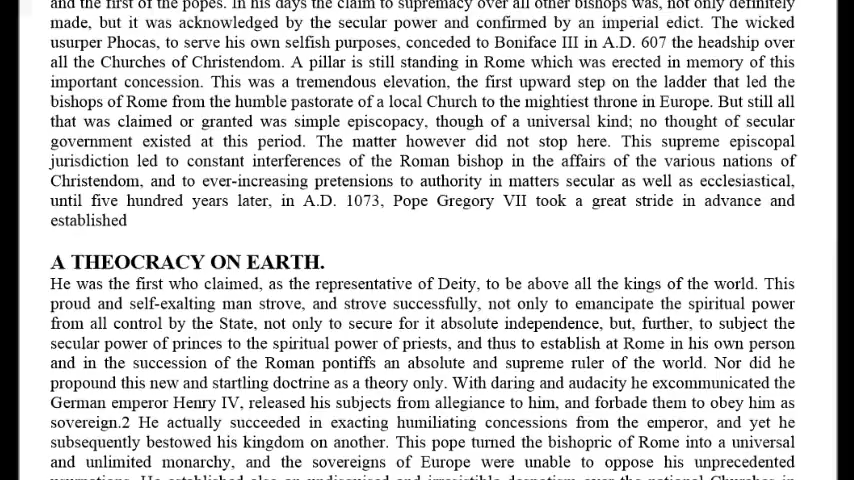 and the first of the popes. In his days the claim to supremacy over all other bishops was, not only definitely
made, but it was acknowledged by the secular power and confirmed by an imperial edict. The wicked
usurper Phocas, to serve his own selfish purposes, conceded to Boniface III in A.D. 607 the headship over
all the Churches of Christendom. A pillar is still standing in Rome which was erected in memory of this
important concession. This was a tremendous elevation, the first upward step on the ladder that led the
bishops of Rome from the humble pastorate of a local Church to the mightiest throne in Europe. But still all
that was claimed or granted was simple episcopacy, though of a universal kind; no thought of secular
government existed at this period. The matter however did not stop here. This supreme episcopal
jurisdiction led to constant interferences of the Roman bishop in the affairs of the various nations of
Christendom, and to ever-increasing pretensions to authority in matters secular as well as ecclesiastical,
until five hundred years later, in A.D. 1073, Pope Gregory VII took a great stride in advance and
established
A THEOCRACY ON EARTH.
He was the first who claimed, as the representative of Deity, to be above all the kings of the world. This
proud and self-exalting man strove, and strove successfully, not only to emancipate the spiritual power
from all control by the State, not only to secure for it absolute independence, but, further, to subject the
secular power of princes to the spiritual power of priests, and thus to establish at Rome in his own person
and in the succession of the Roman pontiffs an absolute and supreme ruler of the world. Nor did he
propound this new and startling doctrine as a theory only. With daring and audacity he excommunicated the
German emperor Henry IV, released his subjects from allegiance to him, and forbade them to obey him as
sovereign.2 He actually succeeded in exacting humiliating concessions from the emperor, and yet he
subsequently bestowed his kingdom on another. This pope turned the bishopric of Rome into a universal
and unlimited monarchy, and the sovereigns of Europe were unable to oppose his unprecedented